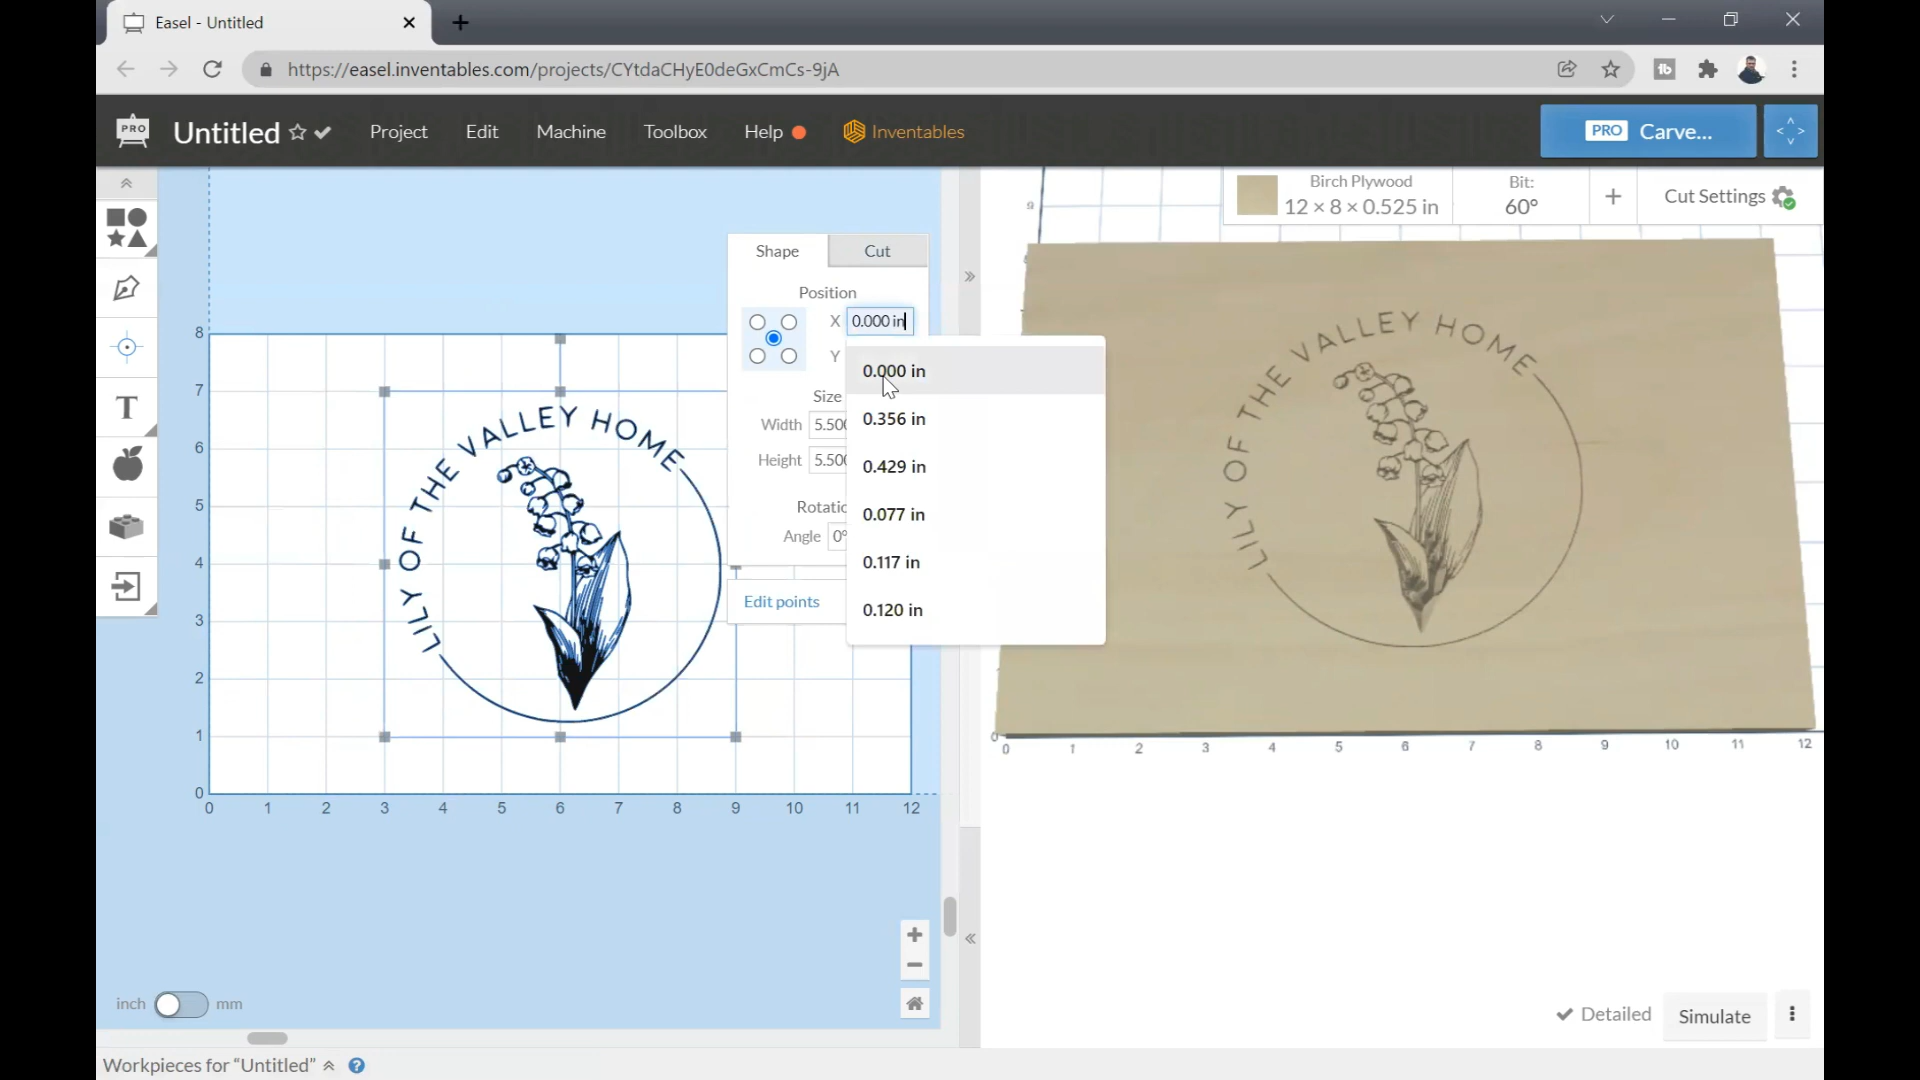 Easel - Untitled
https://easel.inventables.com/projects/CYtdaCHyE0deGxCmCs-9jA
PRO
Untitled
Project
Edit
Machine
Toolbox
Help
Inventables
PRO Carve...
Birch Plywood
12 × 8 × 0.525 in
Bit:
60°
Cut Settings
Shape
Cut
Position
X 0.000 in
Y
Size
Width 5.500
Height 5.500
Rotatio
Angle 0°
Edit points
0.000 in
0.356 in
0.429 in
0.077 in
0.117 in
0.120 in
T
8
7
6
5
4
3
2
1
0
0 1 2 3 4 5 6 7 8 9 10 11 12
LILY OF THE VALLEY HOME
LILY OF THE VALLEY HOME
9
0
0 1 2 3 4 5 6 7 8 9 10 11 12
inch
mm
Detailed
Simulate
Workpieces for “Untitled”
?